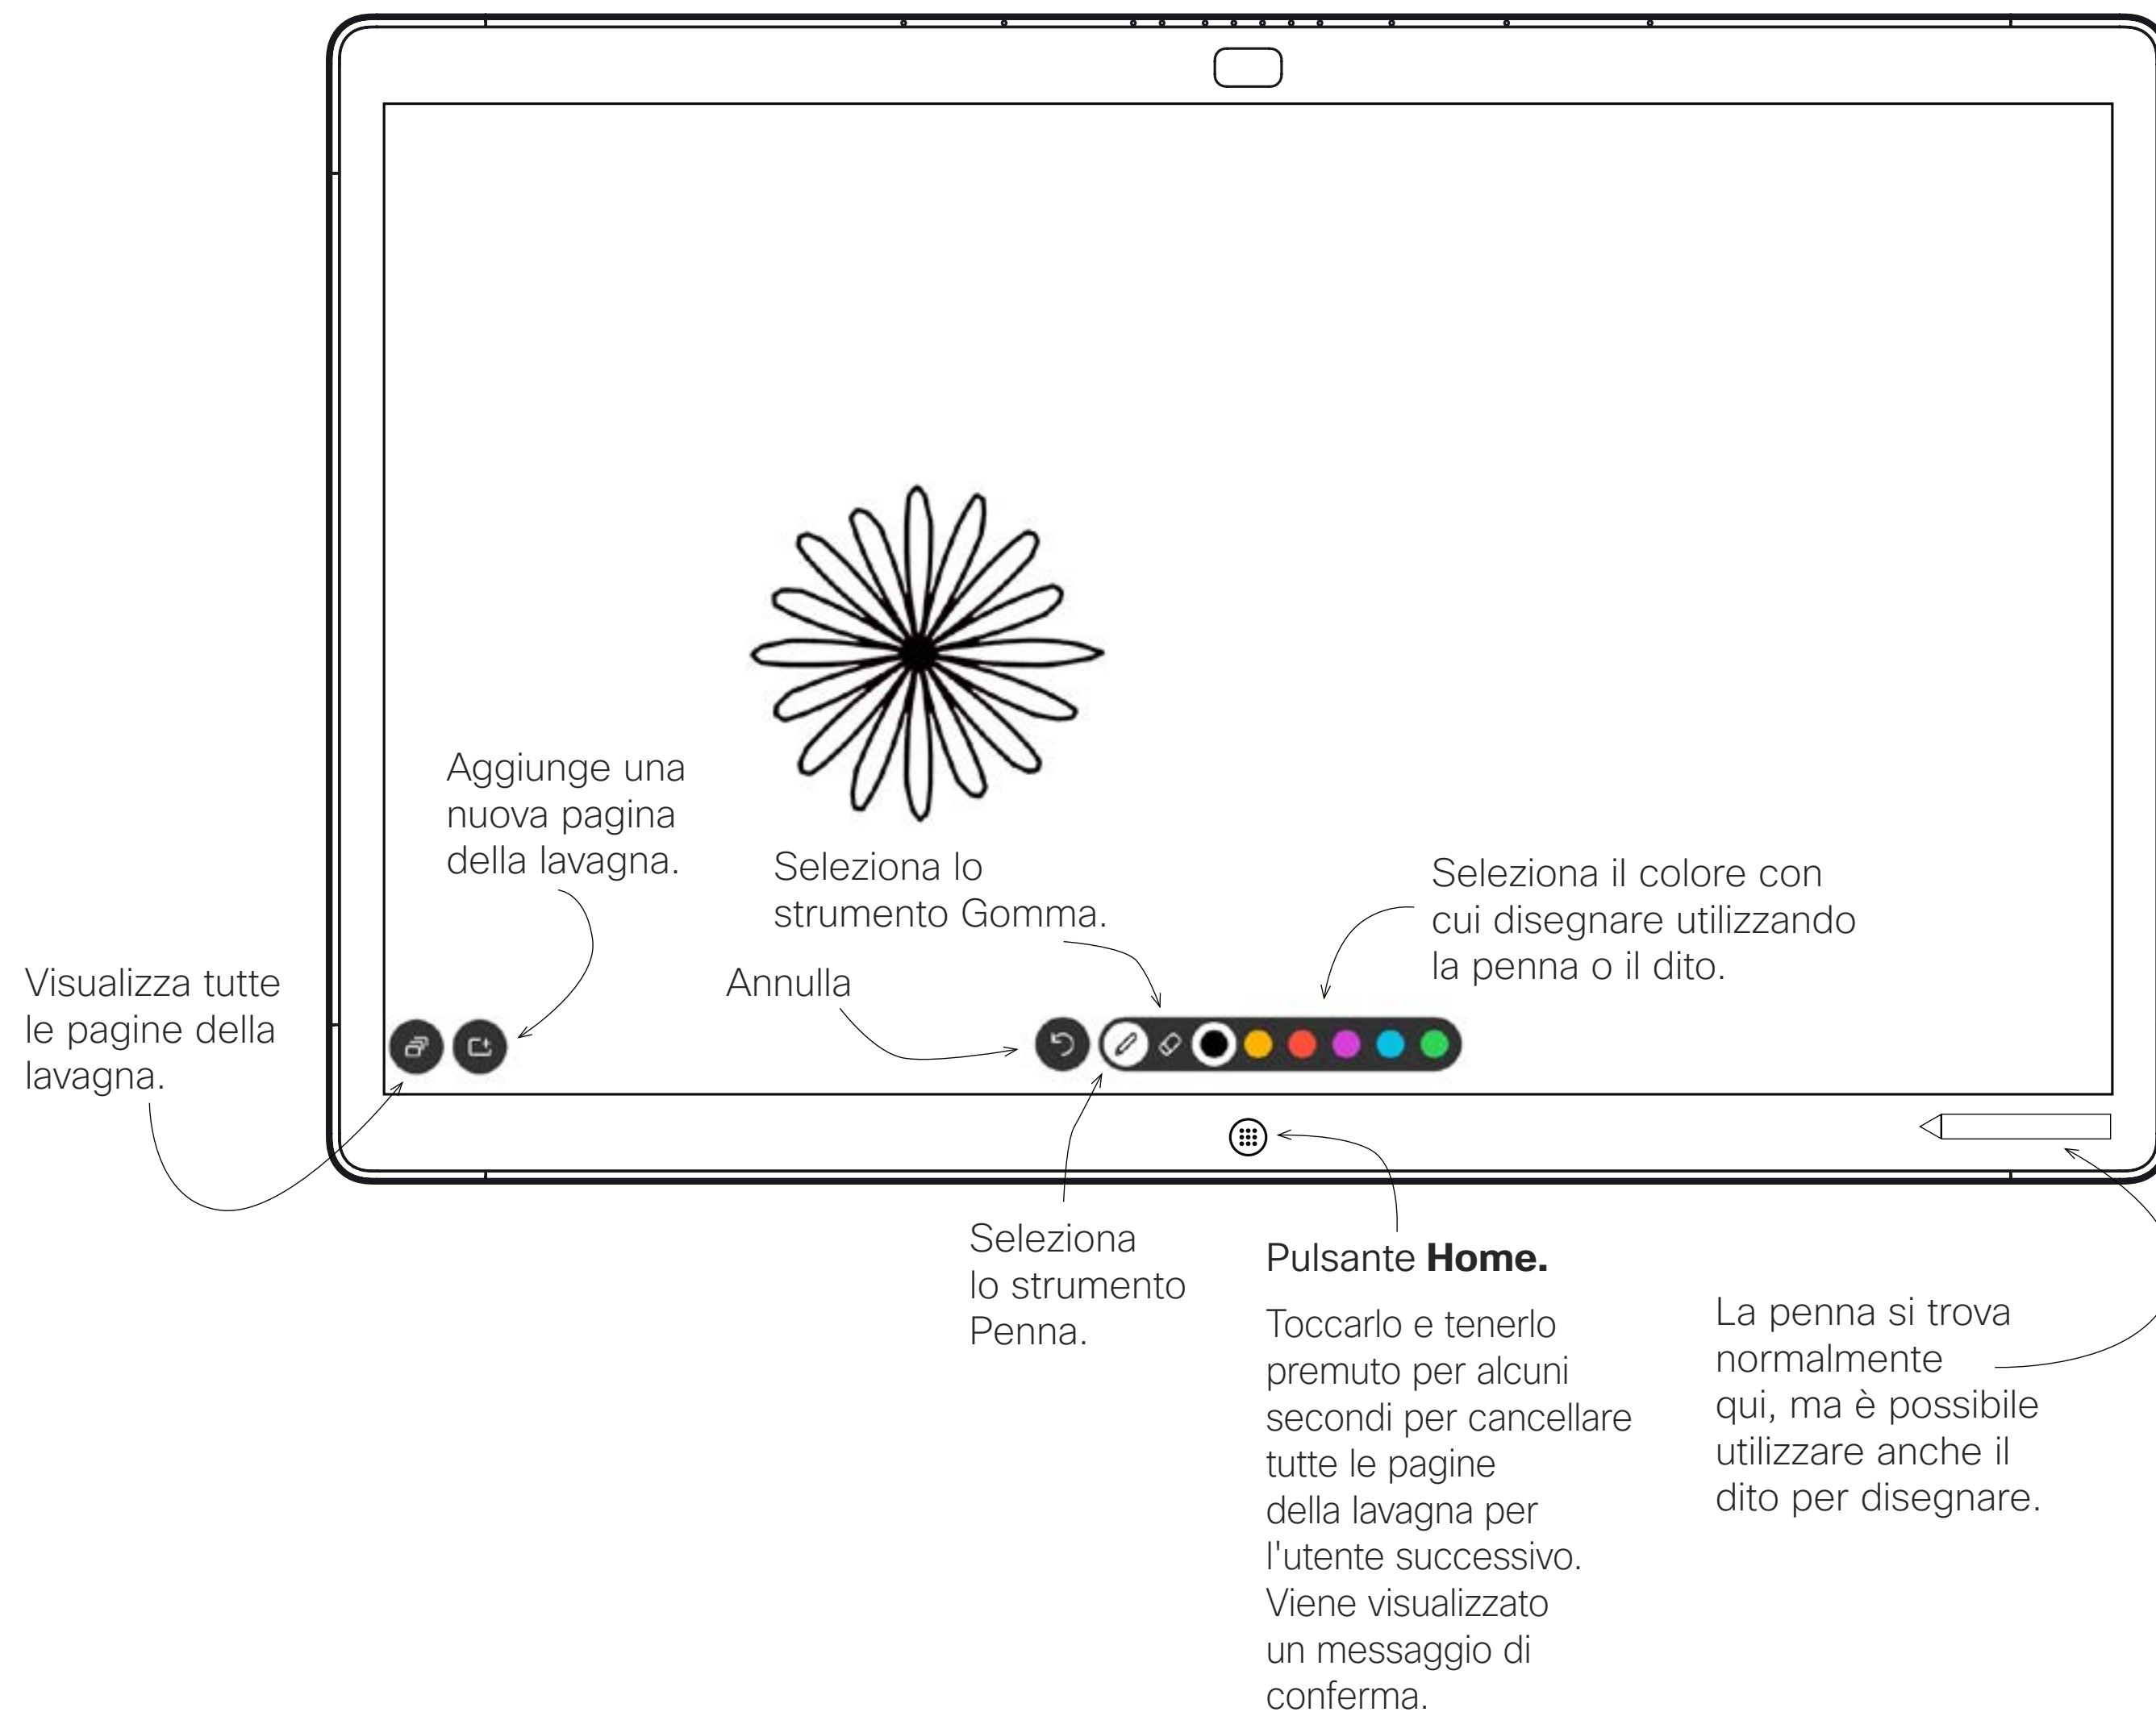 Aggiunge una
nuova pagina
della lavagna.
Seleziona lo
strumento Gomma.
Seleziona il colore con
cui disegnare utilizzando
la penna o il dito.
Visualizza tutte
le pagine della
lavagna.
Annulla
Seleziona
lo strumento
Penna.
Pulsante Home.
Toccarlo e tenerlo
premuto per alcuni
secondi per cancellare
tutte le pagine
della lavagna per
l'utente successivo.
Viene visualizzato
un messaggio di
conferma.
La penna si trova
normalmente
qui, ma è possibile
utilizzare anche il
dito per disegnare.